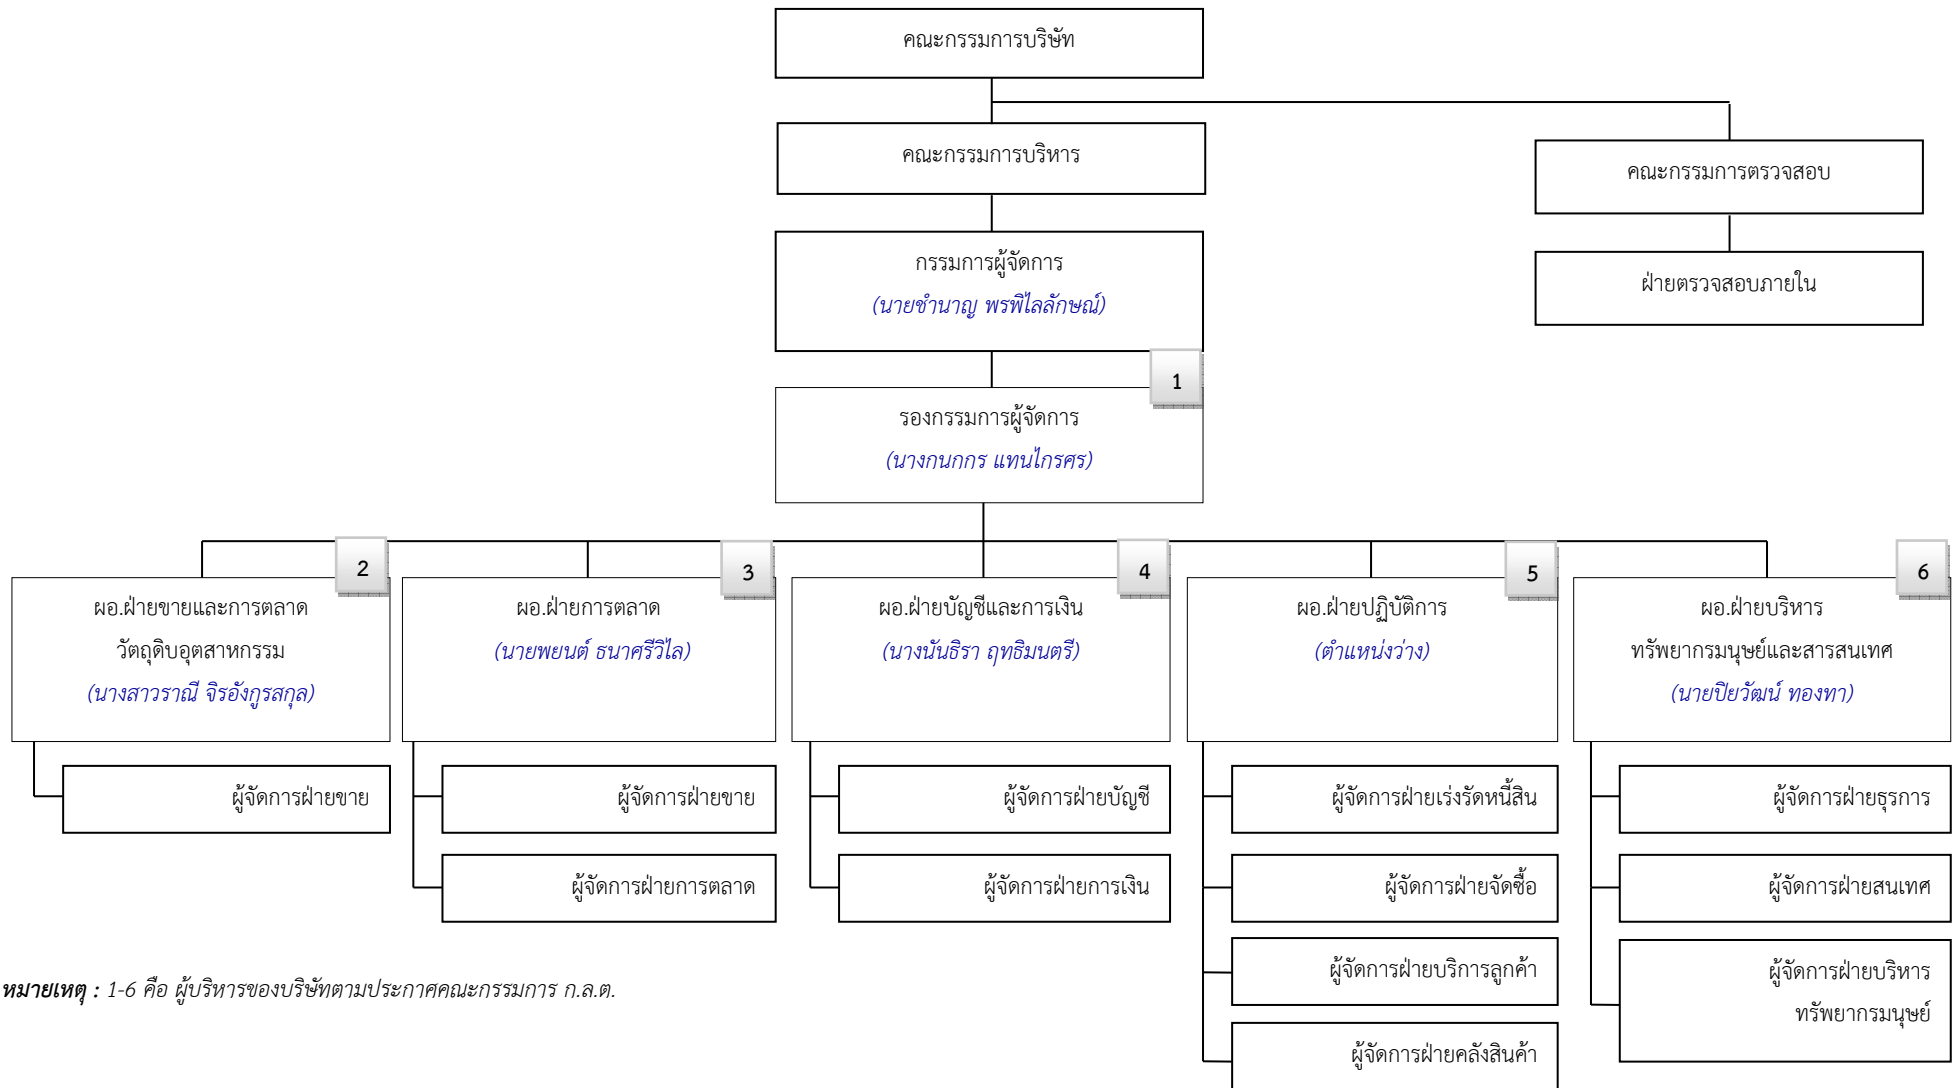 คณะกรรมการบริษัท
คณะกรรมการบริหาร
คณะกรรมการตรวจสอบ
กรรมการผู้จัดการ
(นายชำนาญ พรพิไลลักษณ์)
ฝ่ายตรวจสอบภายใน
1
รองกรรมการผู้จัดการ
(นางกนกกร แทนไกรศร)
2
ผอ.ฝ่ายขายและการตลาด
วัตถุดิบอุตสาหกรรม
(นางสาวราณี จิรอังกูรสกุล)
3
ผอ.ฝ่ายการตลาด
(นายพยนต์ ธนาศรีวิไล)
4
ผอ.ฝ่ายบัญชีและการเงิน
(นางนันธิรา ฤทธิมนตรี)
5
ผอ.ฝ่ายปฏิบัติการ
(ตำแหน่งว่าง)
6
ผอ.ฝ่ายบริหาร
ทรัพยากรมนุษย์และสารสนเทศ
(นายปิยวัฒน์ ทองทา)
ผู้จัดการฝ่ายขาย
ผู้จัดการฝ่ายขาย
ผู้จัดการฝ่ายการตลาด
ผู้จัดการฝ่ายบัญชี
ผู้จัดการฝ่ายการเงิน
ผู้จัดการฝ่ายเร่งรัดหนี้สิน
ผู้จัดการฝ่ายจัดซื้อ
ผู้จัดการฝ่ายบริการลูกค้า
ผู้จัดการฝ่ายคลังสินค้า
ผู้จัดการฝ่ายธุรการ
ผู้จัดการฝ่ายสนเทศ
ผู้จัดการฝ่ายบริหาร
ทรัพยากรมนุษย์
หมายเหตุ : 1-6 คือ ผู้บริหารของบริษัทตามประกาศคณะกรรมการ ก.ล.ต.